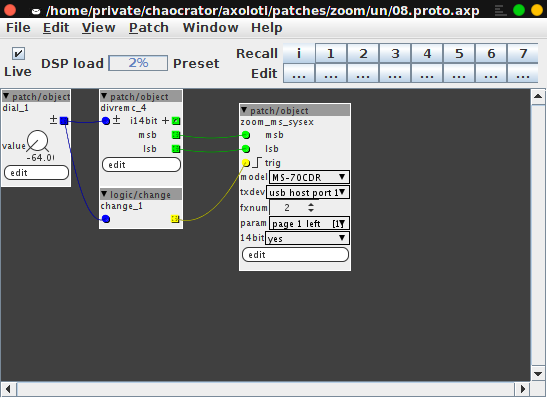 /home/private/chaocrator/axolotl/patches/zoom/un/08.proto.axp
File Edit View Patch Window Help
Live
DSP load 2% Preset
Recall i 1 2 3 4 5 6 7
Edit ... ... ... ... ... ... ... ...
patch/object
dial_1
±
value
-64.0
edit
patch/object
divremc_4
± i14bit +
msb
lsb
edit
logic/change
change_1
patch/object
zoom_ms_sysex
msb
lsb
trig
model MS-70CDR
txdev usb host port 1
fxnum 2
param page 1 left [1]
14bit yes
edit